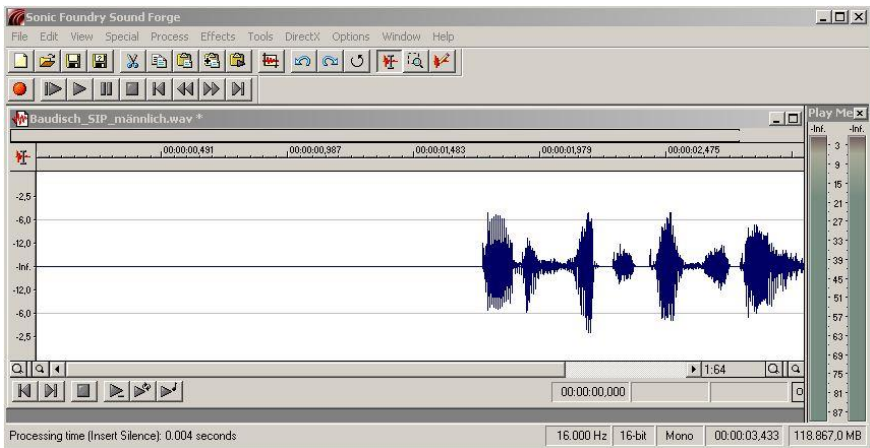 Sonic Foundry Sound Forge
File Edit View Special Process Effects Tools DirectX Options Window Help
Baudisch_SIP_männlich.wav *
Play Me
-Inf. -Inf.
,00:00:00,491 ,00:00:00,987 ,00:00:01,483 ,00:00:01,979 ,00:00:02,475
-2,5
-6,0
-12,0
-Inf.
-12,0
-6,0
-2,5
3
9
15
21
27
33
39
45
51
57
63
69
75
81
87
1:64
00:00:00,000
Processing time (Insert Silence): 0.004 seconds
16.000 Hz 16-bit Mono 00:00:03,433 118.867,0 MB